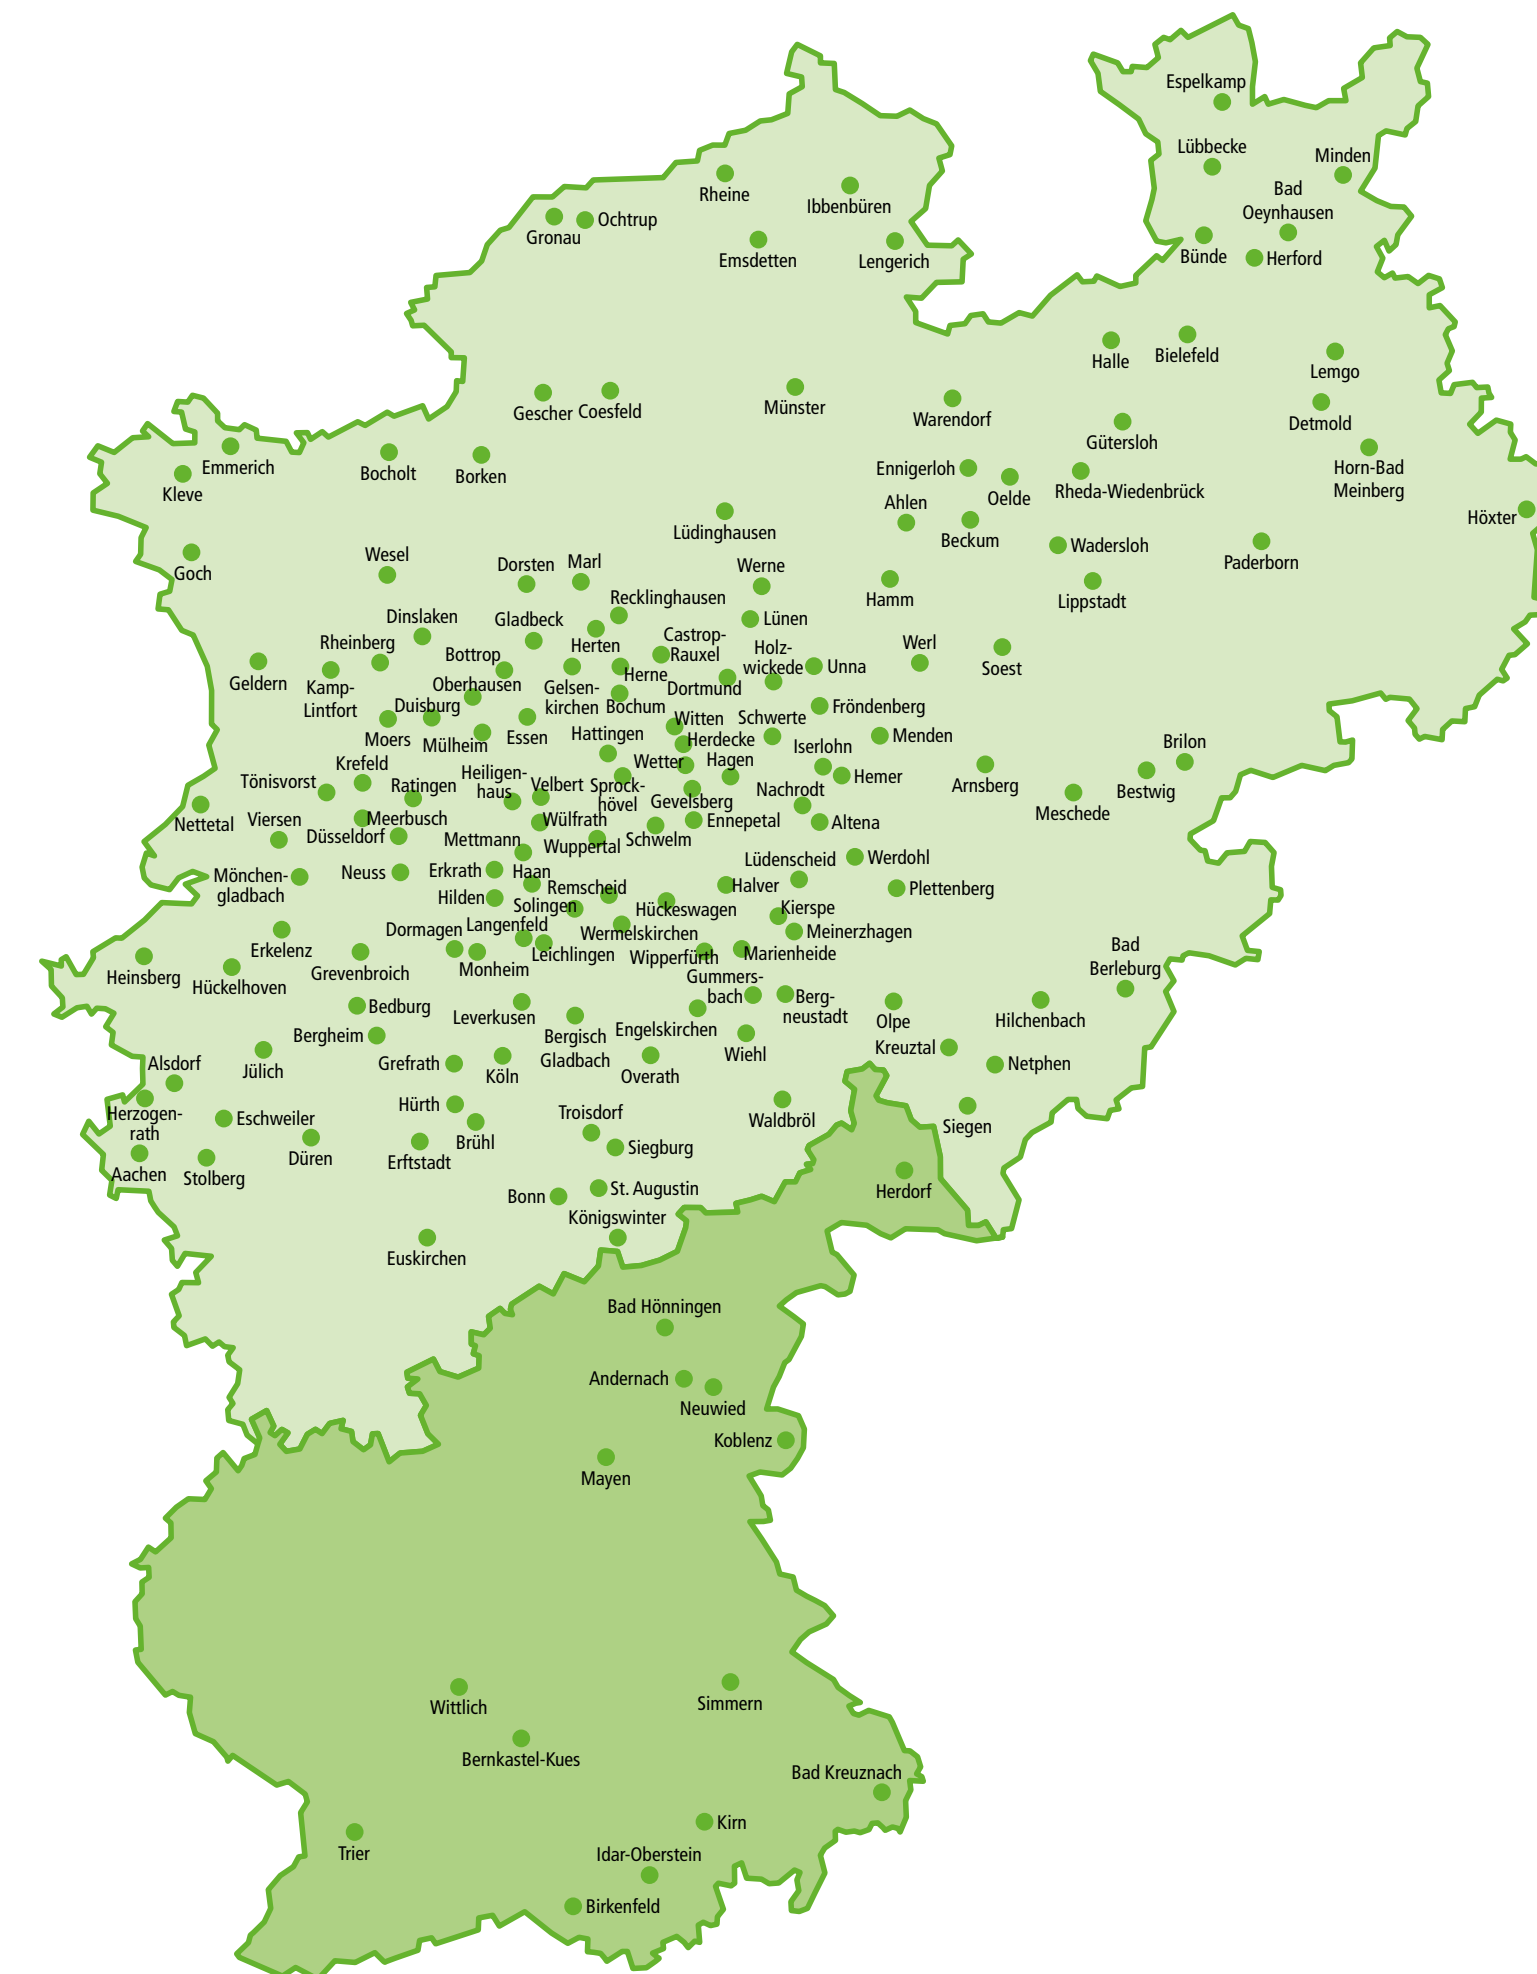 Espelkamp
Lübbecke
Minden
Bad
Oeynhausen
Rheine
Ibbenbüren
Gronau
Ochtrup
Emsdetten
Lengerich
Bünde
Herford
Halle
Bielefeld
Lemgo
Gescher
Coesfeld
Münster
Warendorf
Detmold
Gütersloh
Emmerich
Kleve
Bocholt
Borken
Ennigerloh
Oelde
Rheda-Wiedenbrück
Horn-Bad
Meinberg
Ahlen
Höxter
Lüdinghausen
Beckum
Wadersloh
Paderborn
Goch
Wesel
Dorsten
Marl
Werne
Hamm
Lippstadt
Recklinghausen
Dinslaken
Gladbeck
Lünen
Herten
Castrop-
Rauxel
Holz-
wickede
Werl
Unna
Soest
Rheinberg
Bottrop
Geldern
Kamp-
Lintfort
Oberhausen
Gelsen-
kirchen
Herne
Dortmund
Duisburg
Bochum
Fröndenberg
Moers
Mülheim
Essen
Hattingen
Witten
Schwerte
Herdecke
Iserlohn
Menden
Brilon
Krefeld
Tönisvorst
Ratingen
Heiligen-
haus
Velbert
Sprock-
hövel
Wetter
Hagen
Hemer
Arnsberg
Bestwig
Meschede
Nachrodt
Gevelsberg
Nettetal
Viersen
Meerbusch
Düsseldorf
Mettmann
Wülfrath
Wuppertal
Schwelm
Ennepetal
Altena
Mönchen-
gladbach
Neuss
Erkrath
Haan
Lüdenscheid
Werdohl
Hilden
Remscheid
Halver
Plettenberg
Solingen
Hückeswagen
Kierspe
Dormagen
Langenfeld
Wermelskirchen
Meinerzhagen
Erkelenz
Leichlingen
Wipperfürth
Marienheide
Bad
Berleburg
Heinsberg
Hückelhoven
Grevenbroich
Monheim
Gummers-
bach
Berg-
neustadt
Bedburg
Leverkusen
Bergisch
Gladbach
Engelskirchen
Olpe
Hilchenbach
Bergheim
Wiehl
Kreuztal
Alsdorf
Jülich
Grefrath
Köln
Overath
Netphen
Herzogen-
rath
Eschweiler
Hürth
Troisdorf
Waldbröl
Siegen
Brühl
Siegburg
Aachen
Stolberg
Düren
Erftstadt
Herdorf
Bonn
St. Augustin
Königswinter
Euskirchen
Bad Hönningen
Andernach
Neuwied
Koblenz
Mayen
Wittlich
Simmern
Bernkastel-Kues
Bad Kreuznach
Kirn
Trier
Idar-Oberstein
Birkenfeld